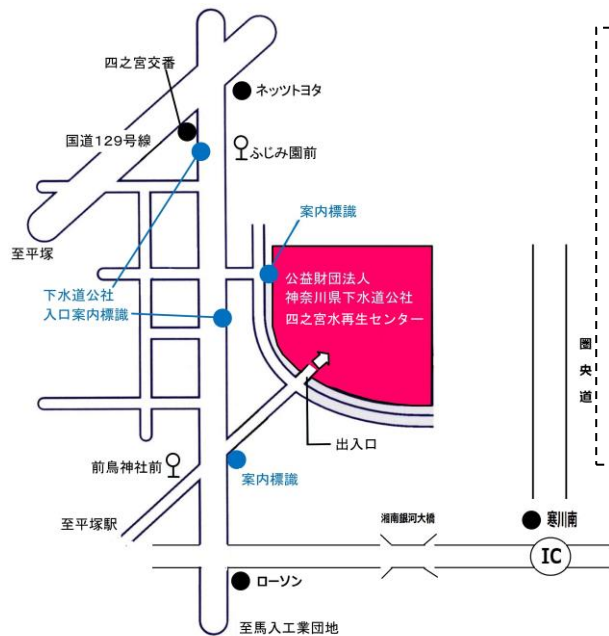 四之宮交番
ネッツトヨタ
国道129号線
ふじみ園前
案内標識
至平塚
公益財団法人
神奈川県下水道公社
四之宮水再生センター
下水道公社
入口案内標識
圏央道
出入口
前鳥神社前
案内標識
至平塚駅
湘南銀河大橋
寒川南
IC
ローソン
至馬入工業団地